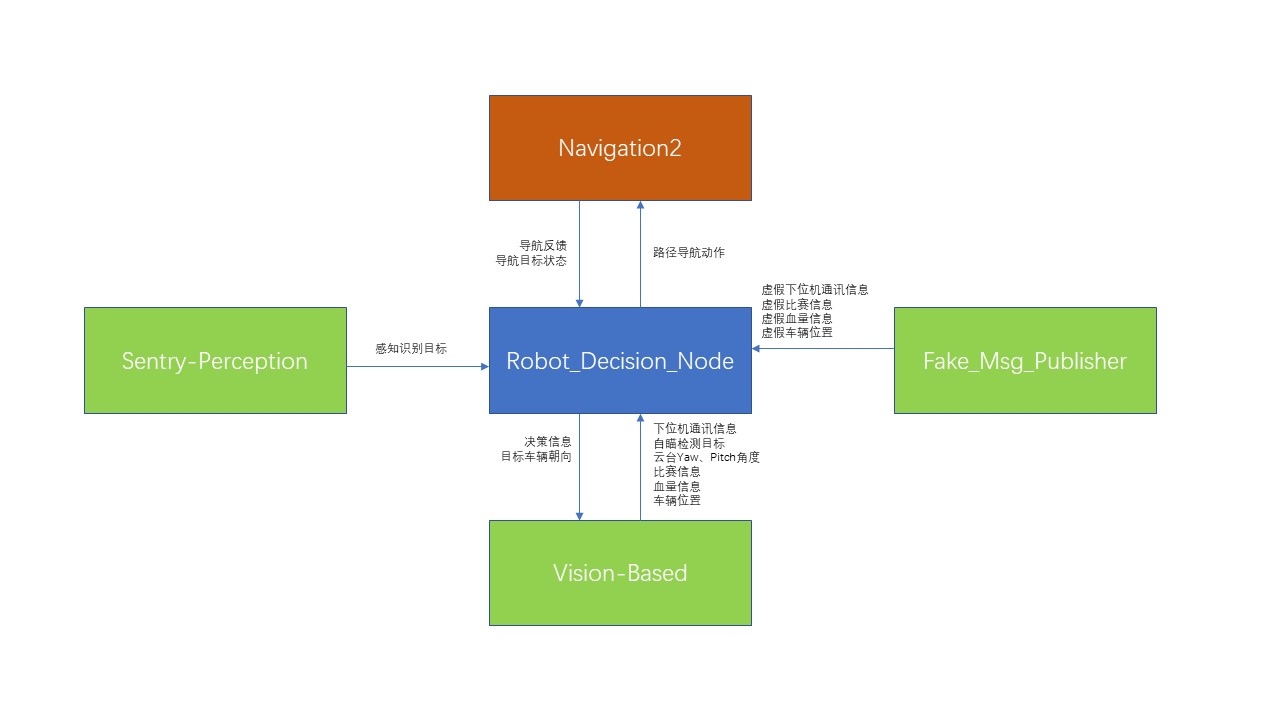 Navigation2
导航反馈
导航目标状态
路径导航动作
虚假下位机通讯信息
虚假比赛信息
虚假血量信息
虚假车辆位置
Sentry-Perception
感知识别目标
Robot_Decision_Node
Fake_Msg_Publisher
决策信息
目标车辆朝向
下位机通讯信息
自瞄检测目标
云台Yaw、Pitch角度
比赛信息
血量信息
车辆位置
Vision-Based